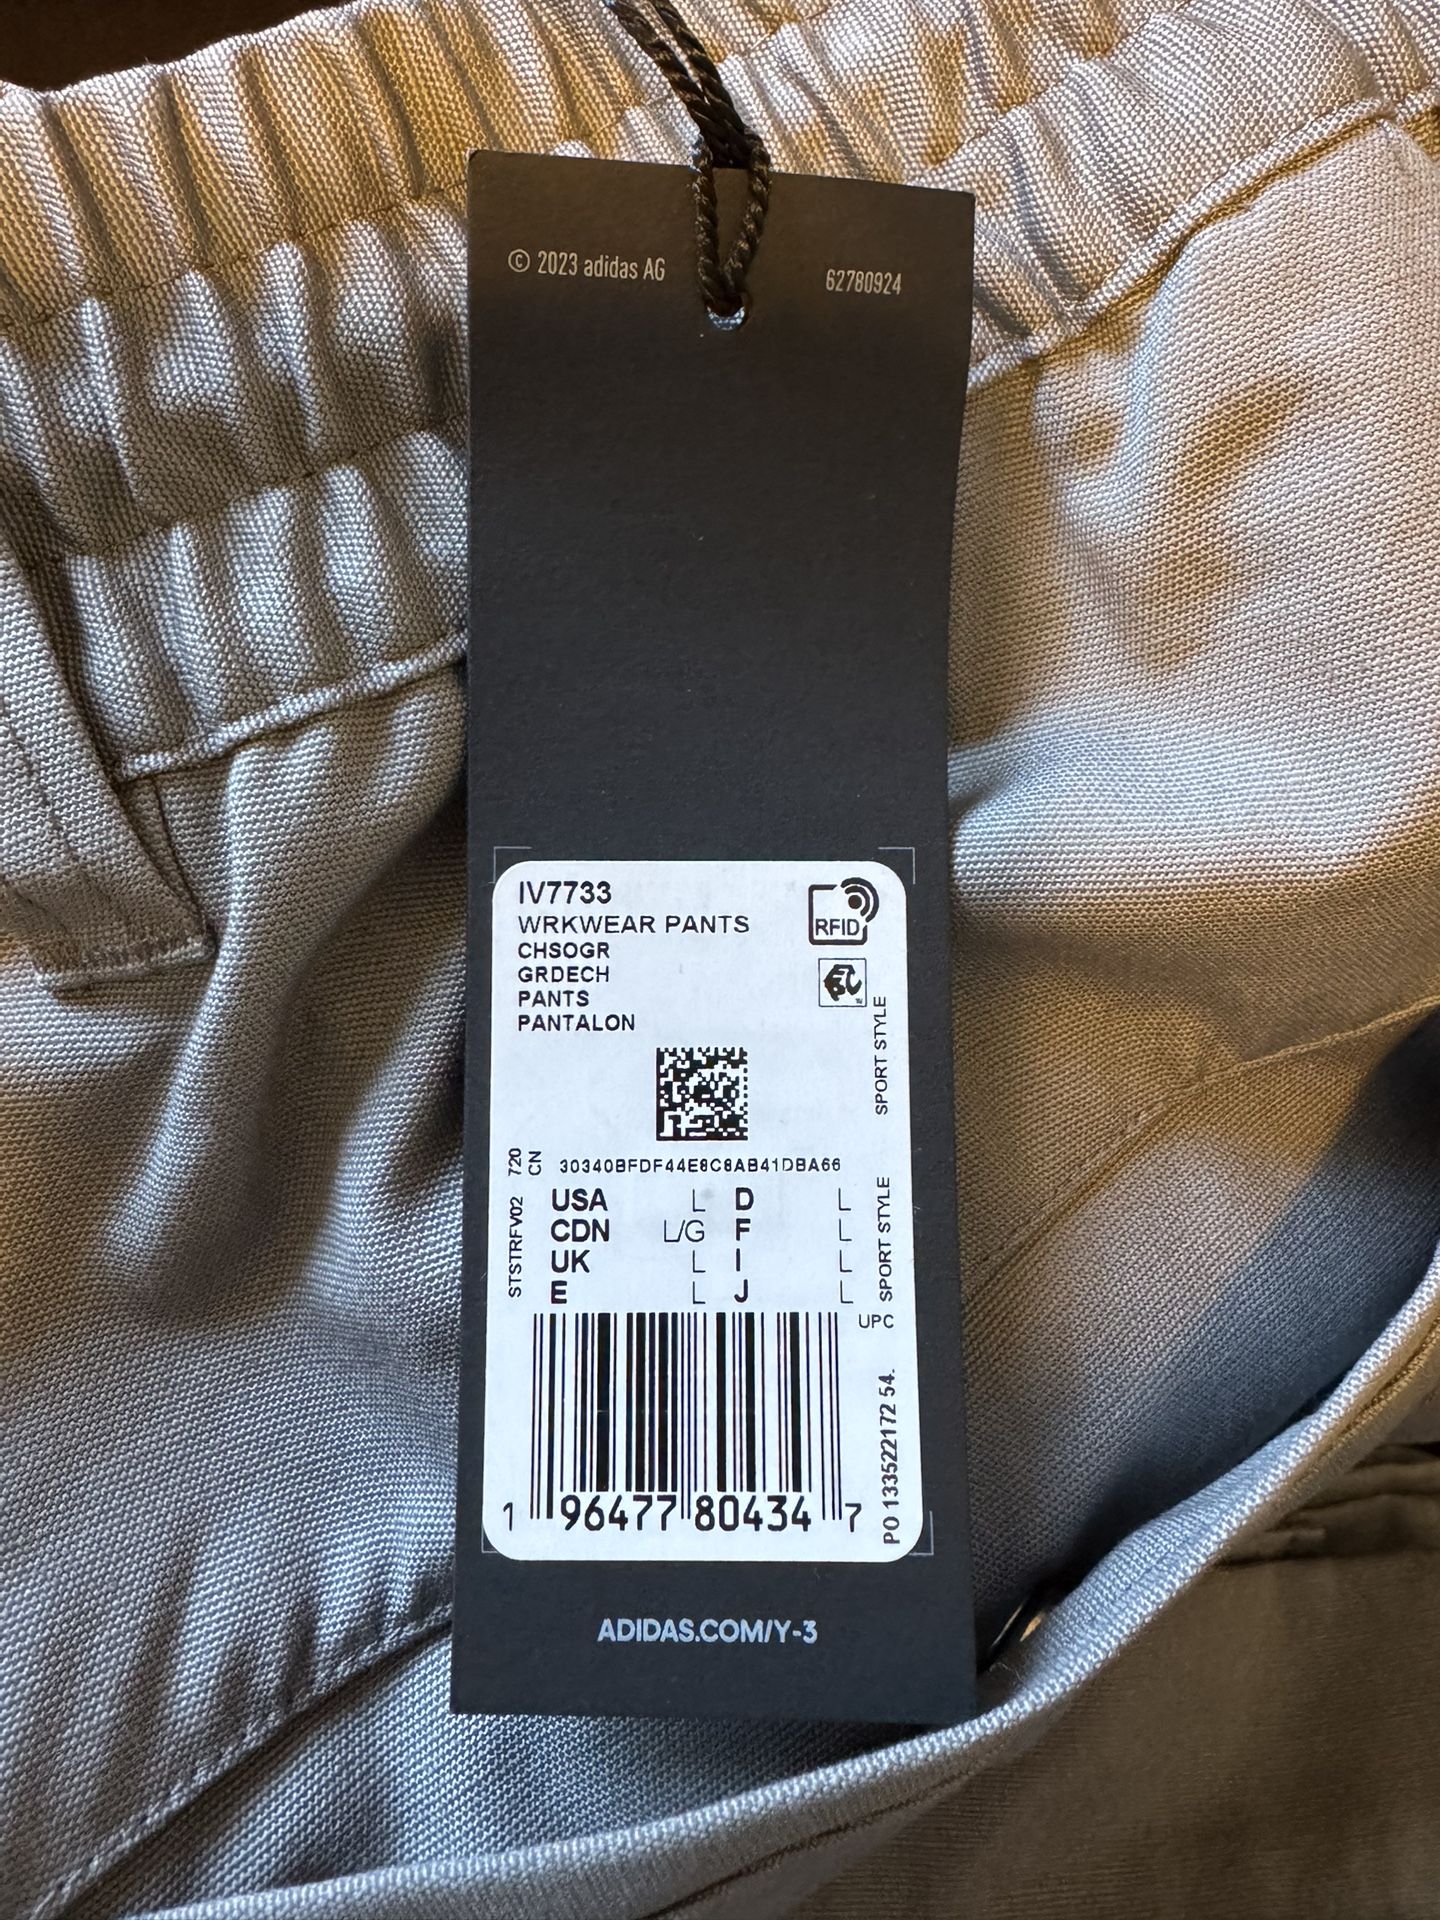 © 2023 adidas AG
62780924
IV7733
WRKWEAR PANTS
CHSOGR
GRDECH
PANTS
PANTALON
RFID
SPORT STYLE
720
CN
30340BFDF44E8C8AB41DBA66
STSTRFV02
USA L D L
CDN L/G F L
UK L I L
E L J L
SPORT STYLE
UPC
PO 133522172 54.
1 96477 80434 7
ADIDAS.COM/Y-3